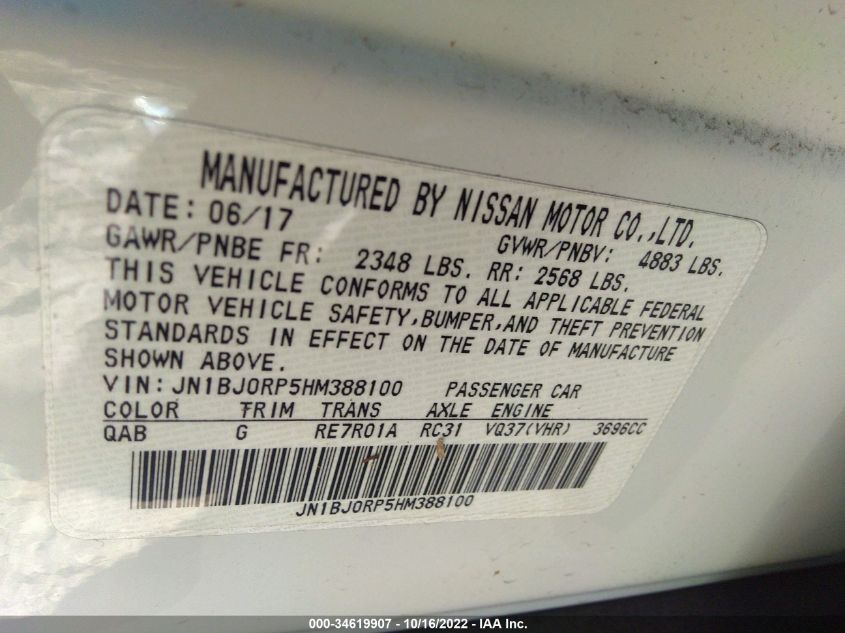 MANUFACTURED BY NISSAN MOTOR CO.,LTD.
DATE: 06/17 GVWR/PNBV: 4883 LBS.
GAWR/PNBE FR: 2348 LBS. RR: 2568 LBS.
THIS VEHICLE CONFORMS TO ALL APPLICABLE FEDERAL
MOTOR VEHICLE SAFETY,BUMPER,AND THEFT PREVENTION
STANDARDS IN EFFECT ON THE DATE OF MANUFACTURE
SHOWN ABOVE.
VIN: JN1BJ0RP5HM388100 PASSENGER CAR
COLOR TRIM TRANS AXLE ENGINE
QAB G RE7R01A RC31 VQ37(VHR) 3696CC
JN1BJ0RP5HM388100
000-34619907 - 10/16/2022 - IAA Inc.